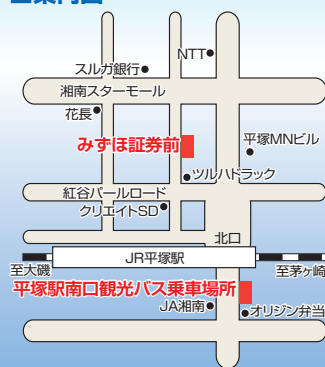 NTT
スルガ銀行
湘南スターモール
花長
みずほ証券前
平塚MNビル
ツルハドラック
紅谷パールロード
クリエイトSD
北口
JR平塚駅
至大磯
至茅ヶ崎
平塚駅南口観光バス乗車場所
JA湘南
オリジン弁当